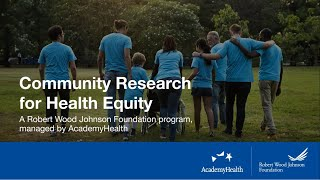 Community Research
for Health Equity
A Robert Wood Johnson Foundation program,
managed by AcademyHealth
AcademyHealth
Robert Wood Johnson
Foundation